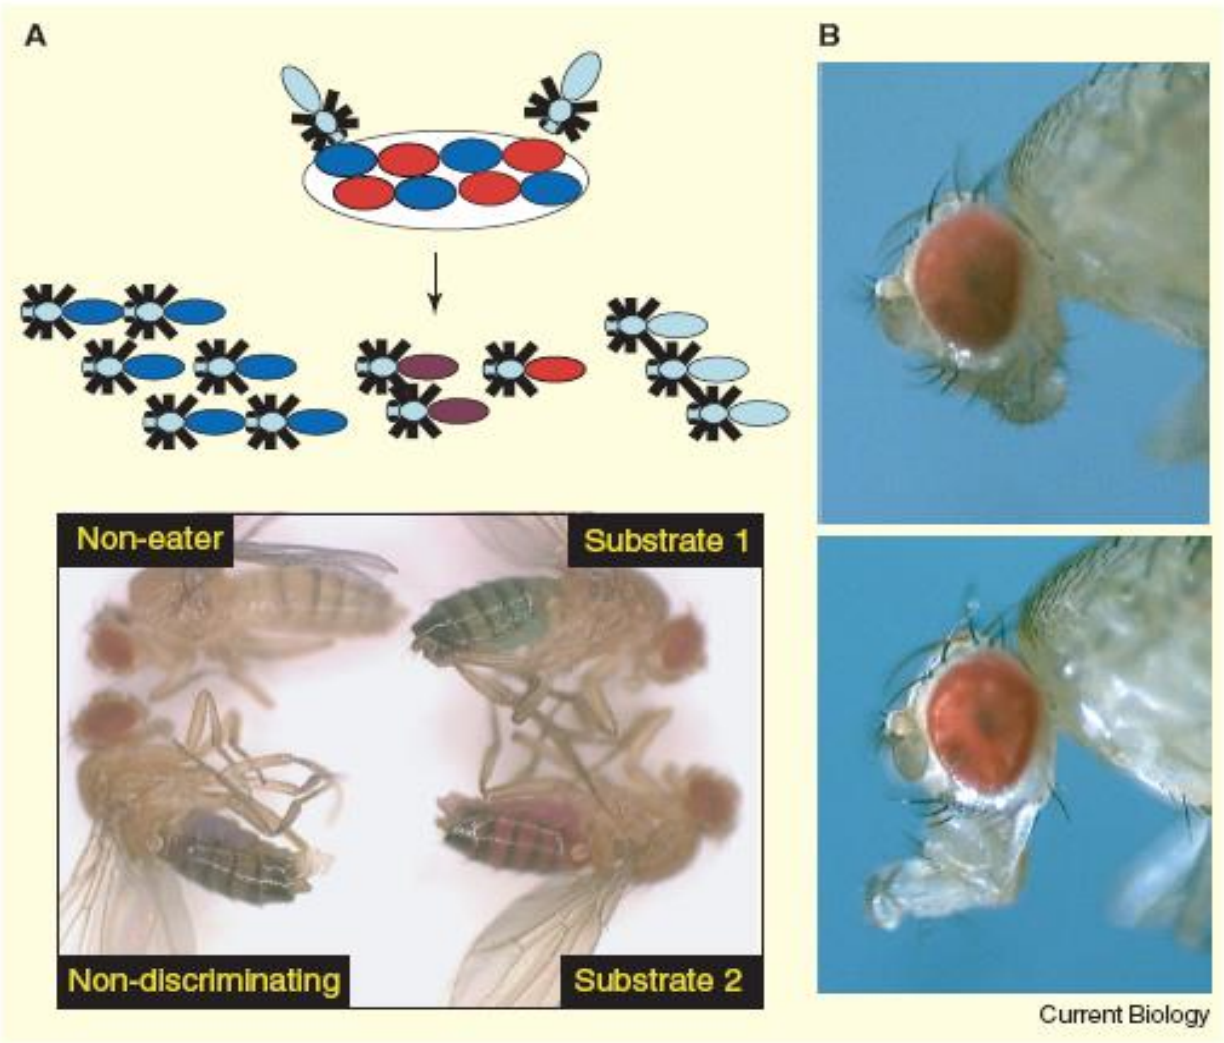 A
B
Non-eater
Substrate 1
Non-discriminating
Substrate 2
Current Biology